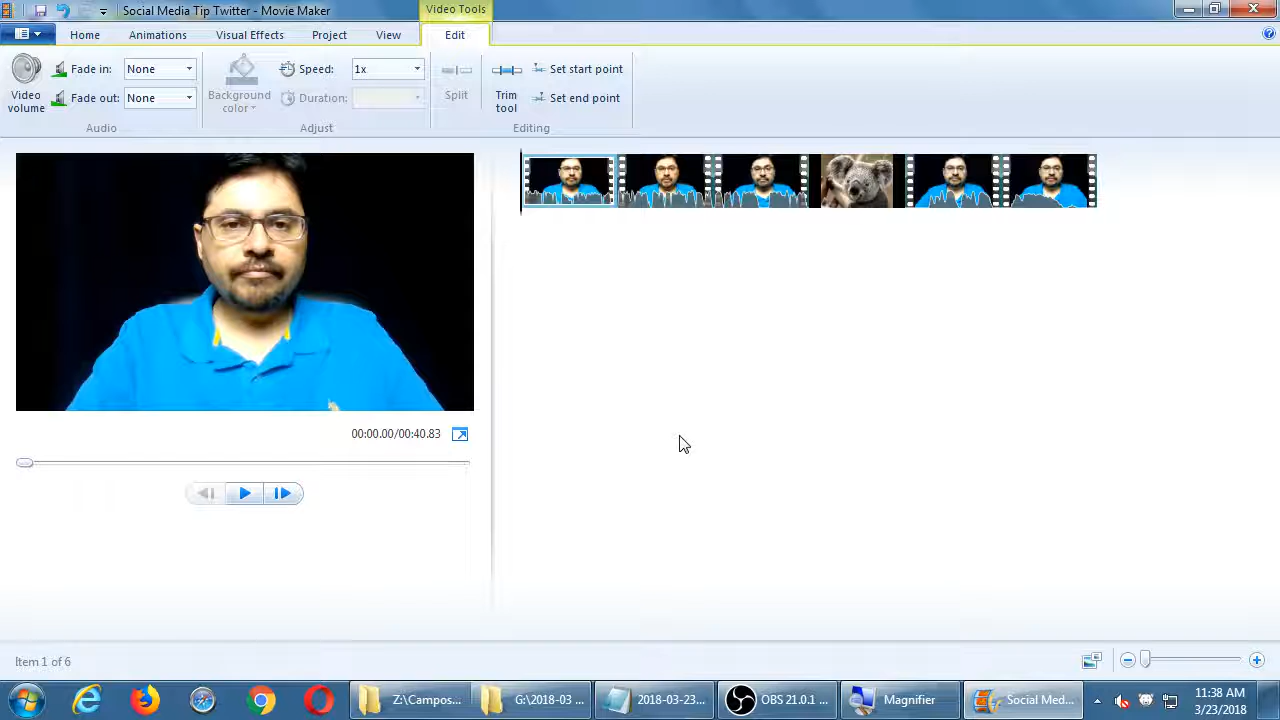 Social Media Tip Twitter - Movie Maker
Video Tools
Home
Animations
Visual Effects
Project
View
Edit
Video volume
Fade in:
None
Fade out:
None
Audio
Background color
Speed:
1x
Duration:
Adjust
Split
Trim tool
Set start point
Set end point
Editing
00:00.00/00:40.83
Item 1 of 6
Z:\Campos...
G:\2018-03 ...
2018-03-23...
OBS 21.0.1 ...
Magnifier
Social Med...
11:38 AM
3/23/2018